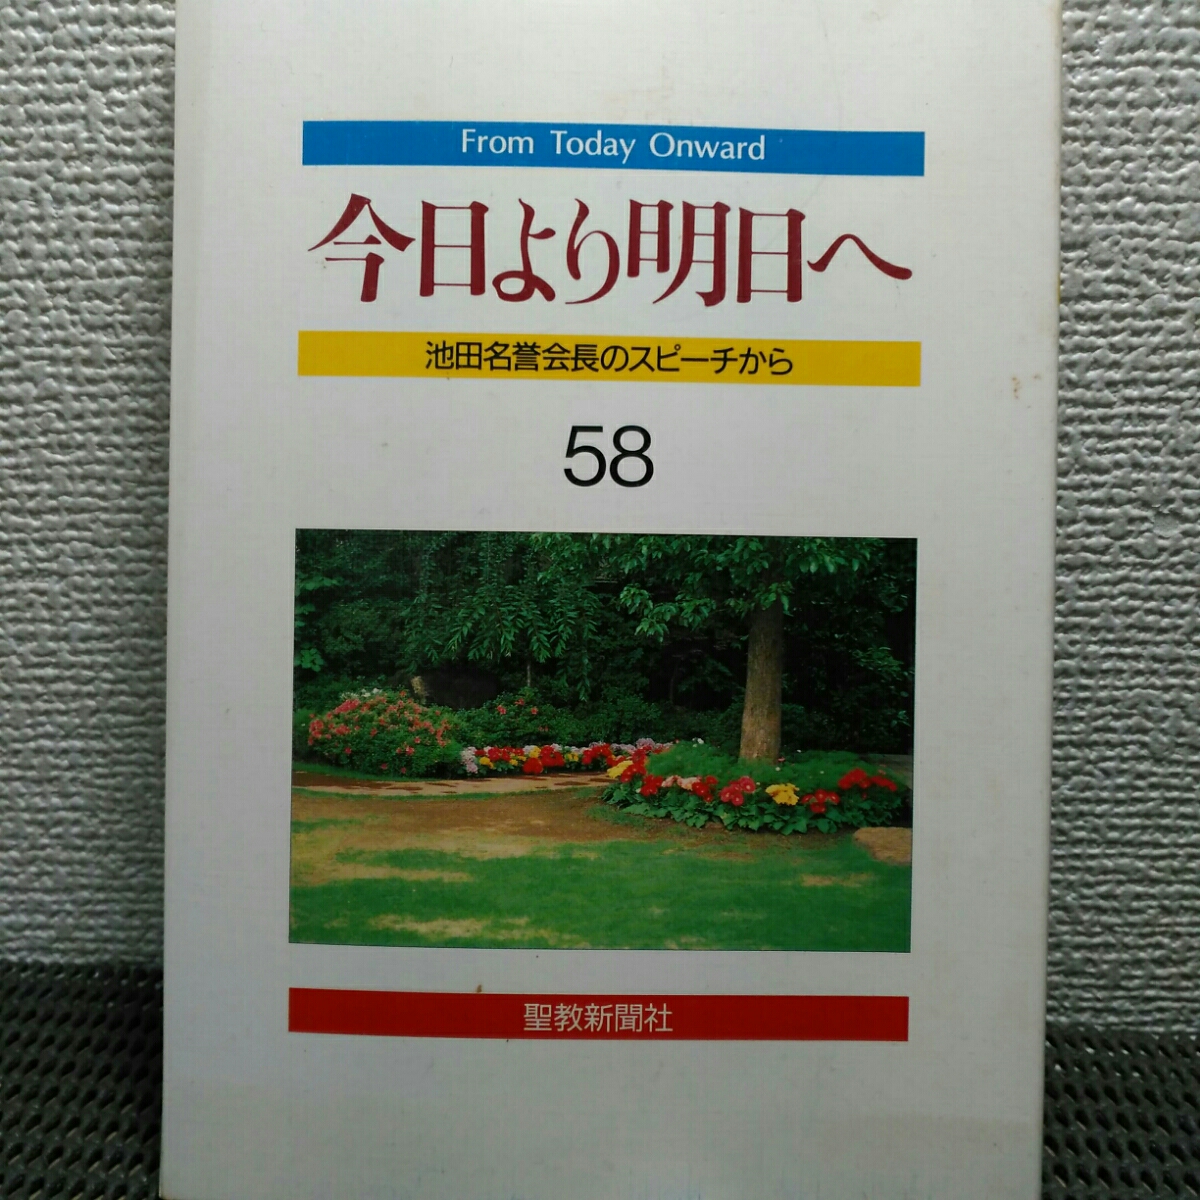 From Today Onward
今日より明日へ
池田名誉会長のスピーチから
58
聖教新聞社